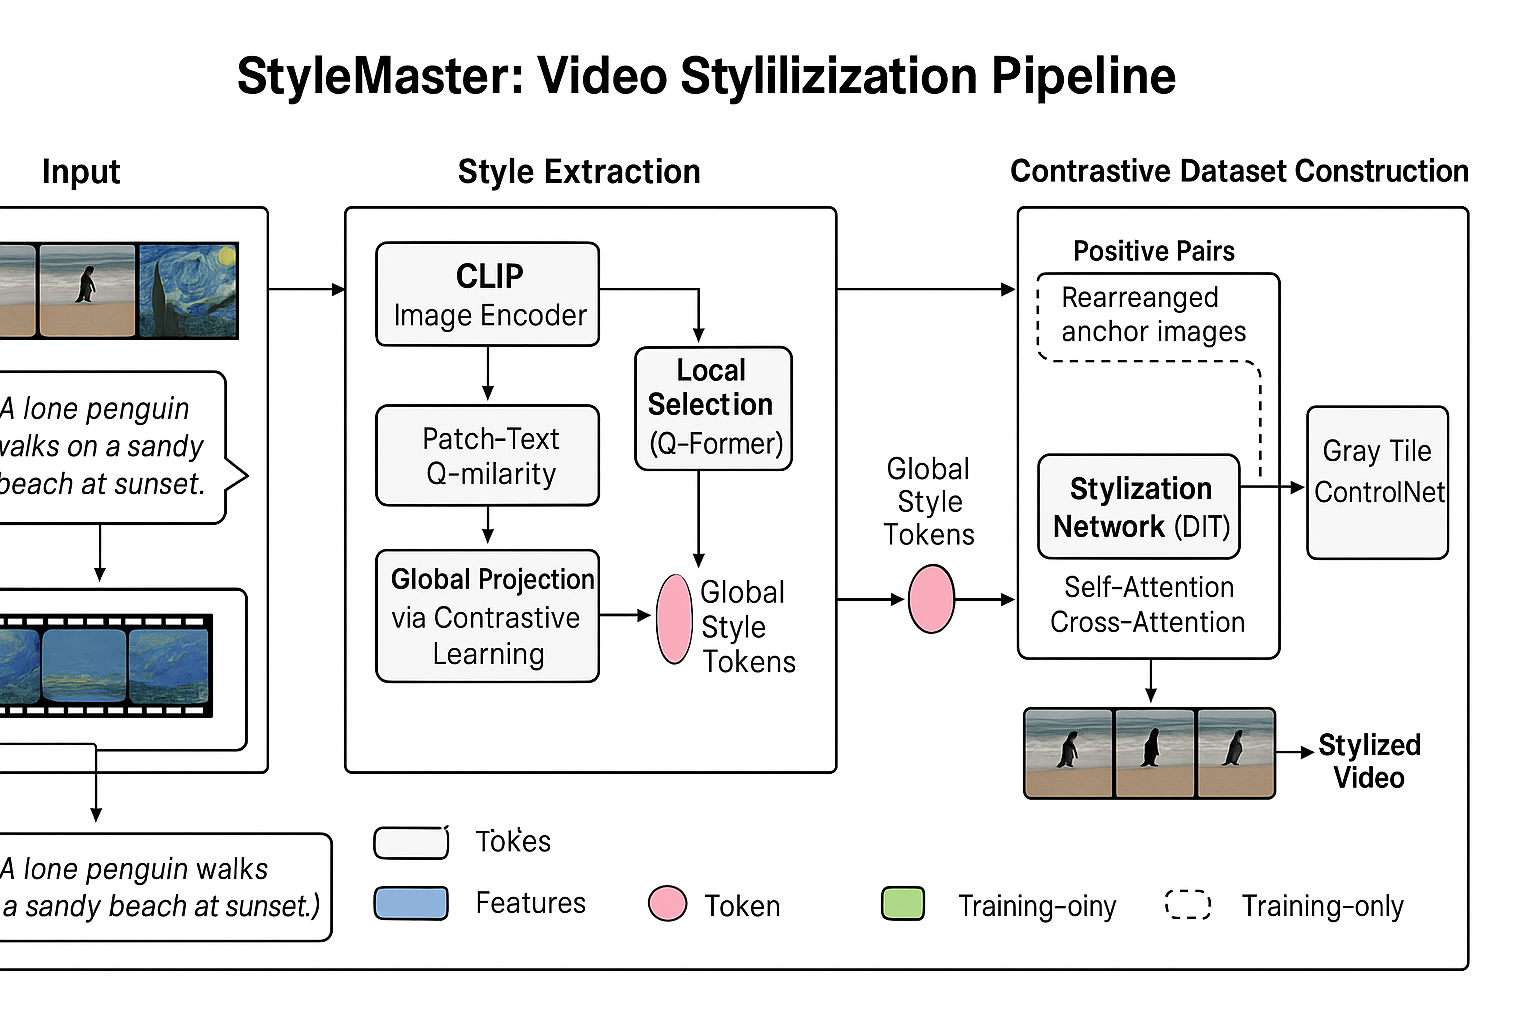 StyleMaster: Video Stylilizization Pipeline
Input
A lone penguin
walks on a sandy
beach at sunset.
A lone penguin walks
a sandy beach at sunset.)
Style Extraction
CLIP
Image Encoder
Patch-Text
Q-milarity
Global Projection
via Contrastive
Learning
Local
Selection
(Q-Former)
Global
Style
Tokens
Global
Style
Tokens
Contrastive Dataset Construction
Positive Pairs
Rearreanged
anchor images
Stylization
Network (DIT)
Self-Attention
Cross-Attention
Gray Tile
ControlNet
Stylized
Video
Tokes
Features
Token
Training-oiny
Training-only